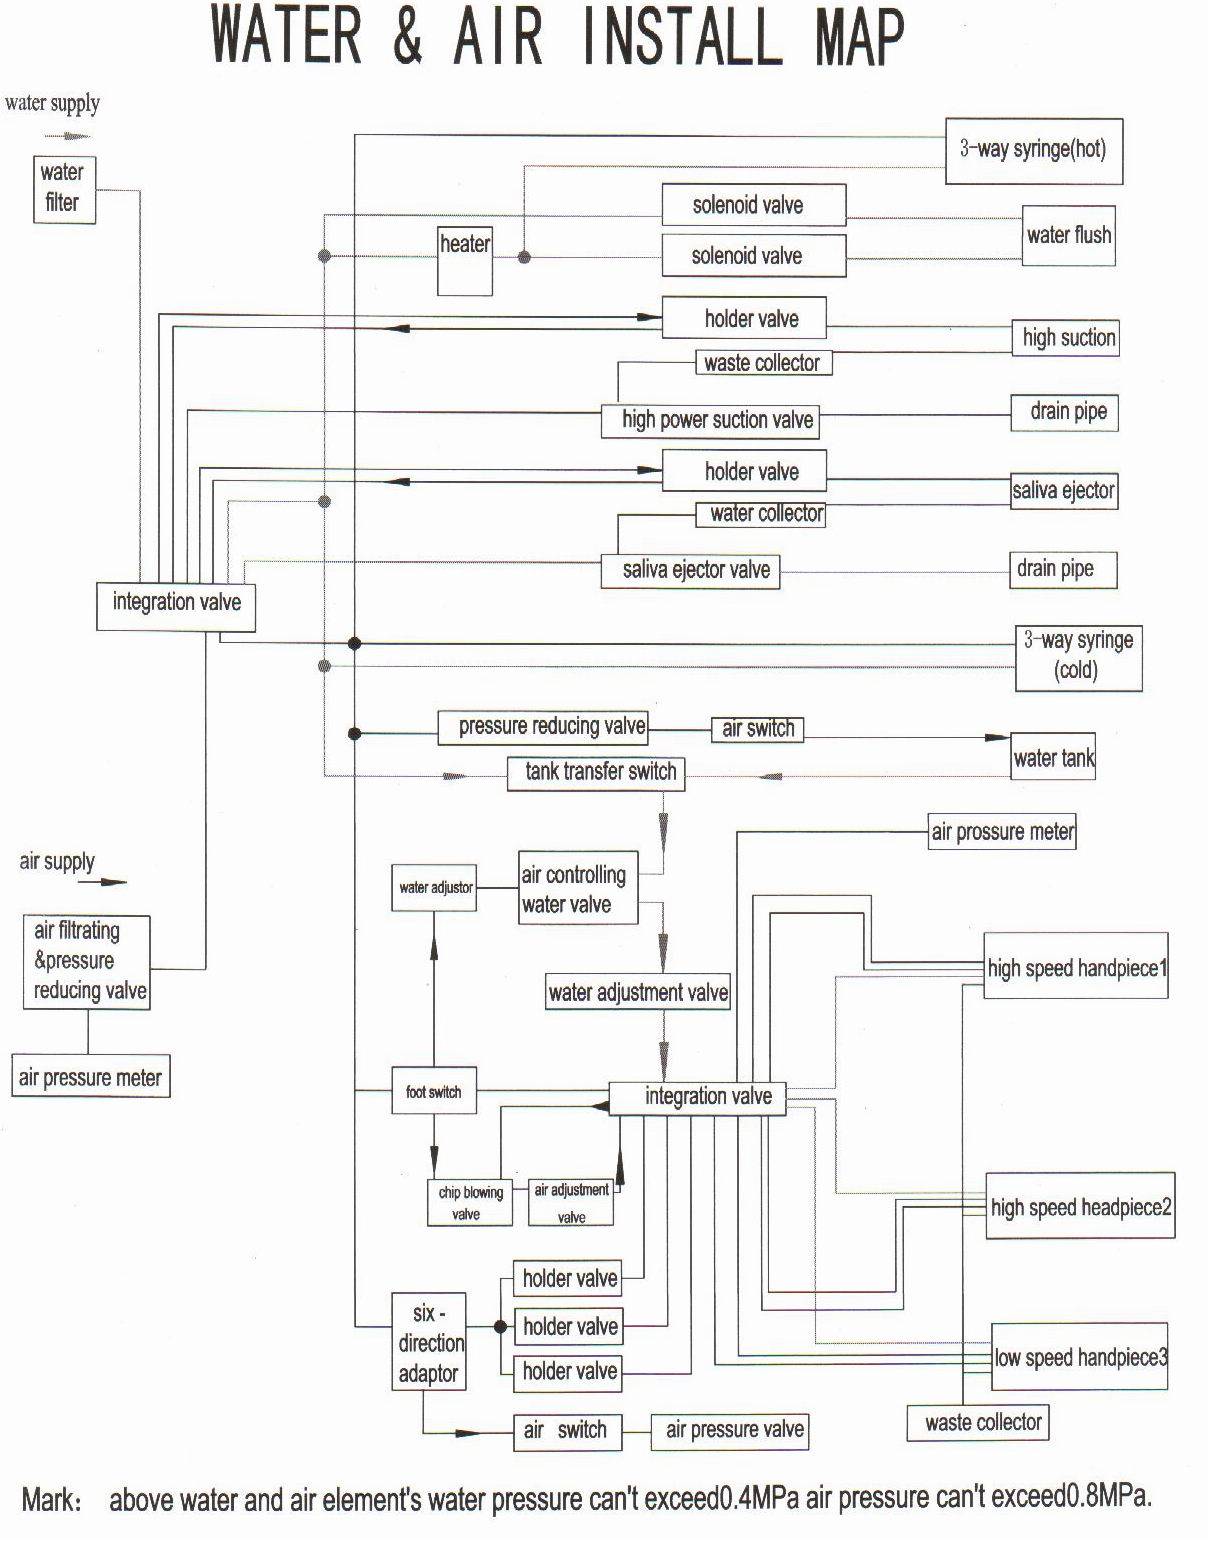 WATER & AIR INSTALL MAP
water supply
water
filter
3-way syringe(hot)
solenoid valve
water flush
heater
solenoid valve
holder valve
high suction
waste collector
high power suction valve
drain pipe
holder valve
saliva ejector
water collector
saliva ejector valve
drain pipe
integration valve
3-way syringe
(cold)
pressure reducing valve
air switch
water tank
tank transfer switch
air prossure meter
air supply
water adjustor
air controlling
water valve
air filtrating
&pressure
reducing valve
high speed handpiece1
water adjustment valve
air pressure meter
foot switch
integration valve
chip blowing
valve
air adjustment
valve
high speed headpiece2
holder valve
six-
direction
adaptor
holder valve
holder valve
low speed handpiece3
air switch
air pressure valve
waste collector
Mark: above water and air element's water pressure can't exceed0.4MPa air pressure can't exceed0.8MPa.